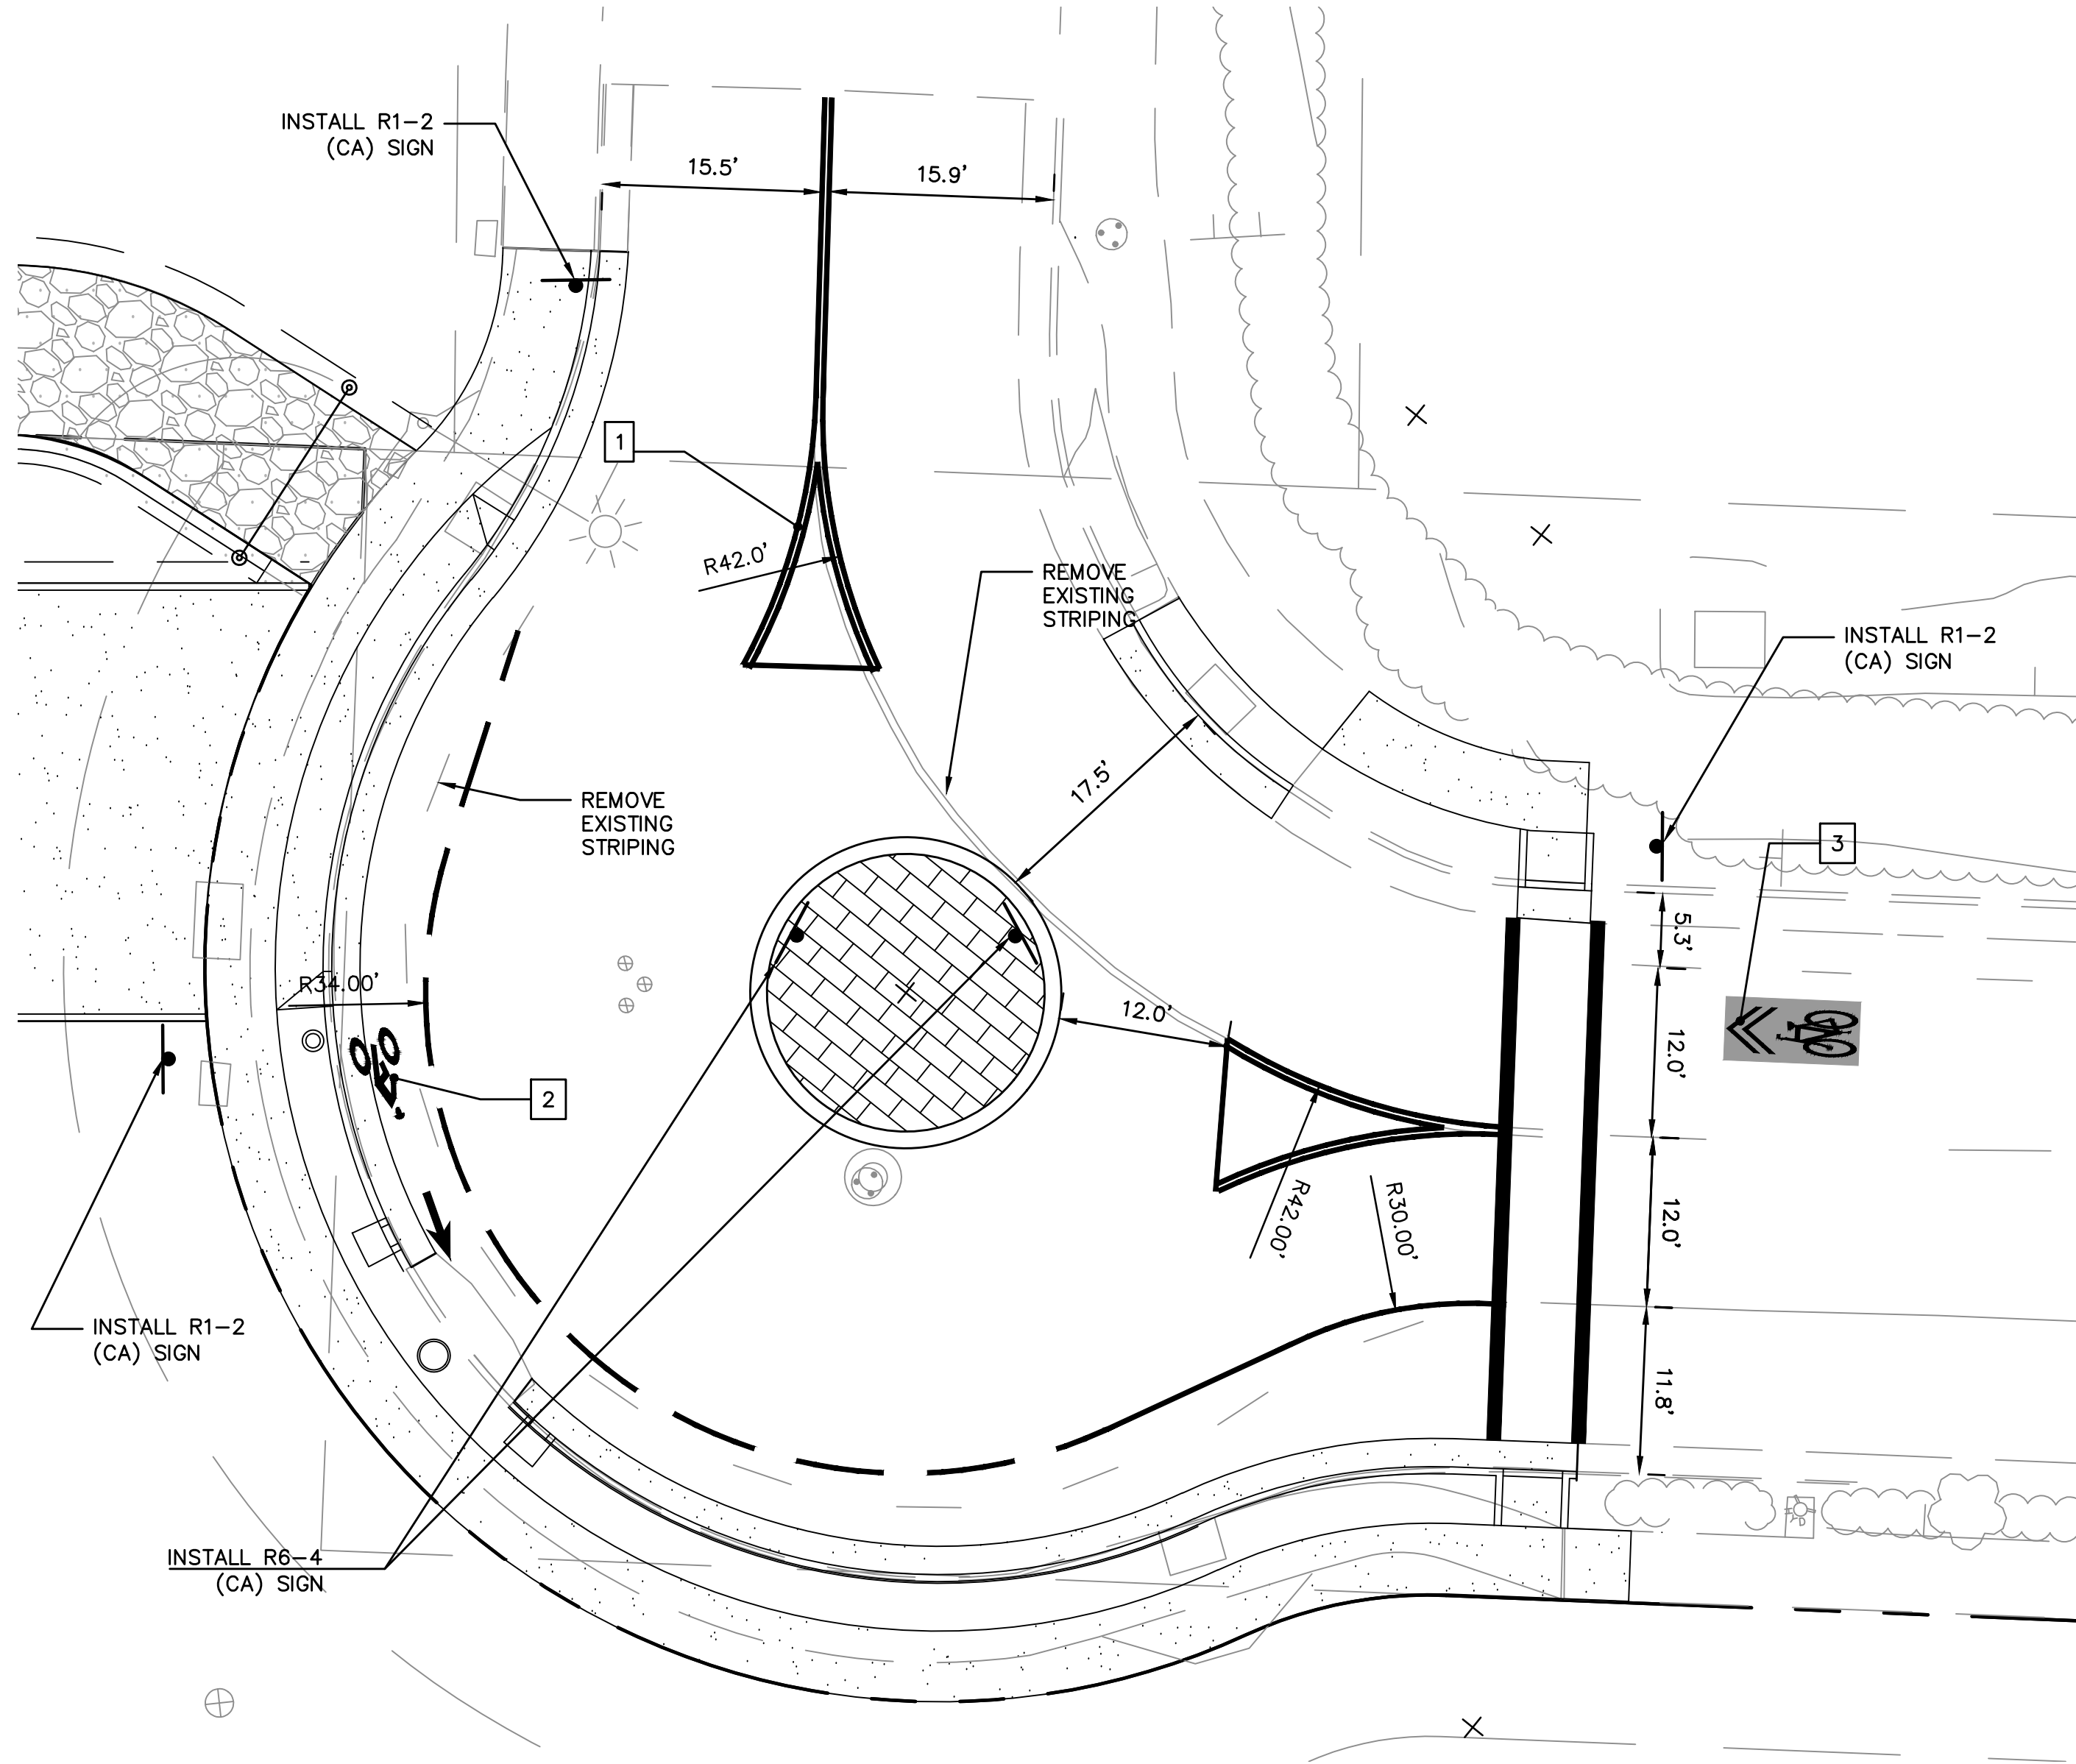 INSTALL R1-2
(CA) SIGN
15.5'
15.9'
1
R42.0'
REMOVE
EXISTING
STRIPING
INSTALL R1-2
(CA) SIGN
17.5'
REMOVE
EXISTING
STRIPING
3
5.3'
R34.00'
12.0'
12.0'
2
R42.00'
R30.00'
12.0'
INSTALL R1-2
(CA) SIGN
11.8'
INSTALL R6-4
(CA) SIGN